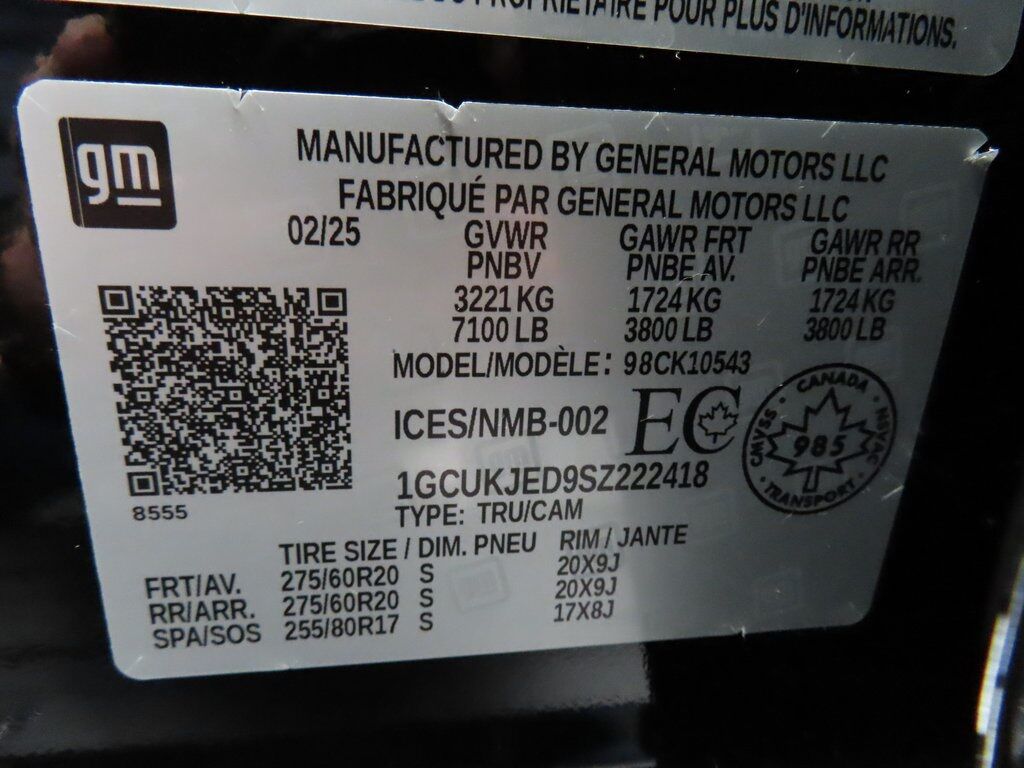 DU PROPRIÉTAIRE POUR PLUS D'INFORMATIONS.
gm
MANUFACTURED BY GENERAL MOTORS LLC
FABRIQUÉ PAR GENERAL MOTORS LLC
02/25 GVWR GAWR FRT GAWR RR
PNBV PNBE AV. PNBE ARR.
3221 KG 1724 KG 1724 KG
7100 LB 3800 LB 3800 LB
MODEL/MODÈLE: 98CK10543
ICES/NMB-002 EC
CANADA
CMVSS 985 NSVAC
TRANSPORT
1GCUKJED9SZ222418
8555
TYPE: TRU/CAM
TIRE SIZE / DIM. PNEU RIM / JANTE
FRT/AV. 275/60R20 S 20X9J
RR/ARR. 275/60R20 S 20X9J
SPA/SOS 255/80R17 S 17X8J